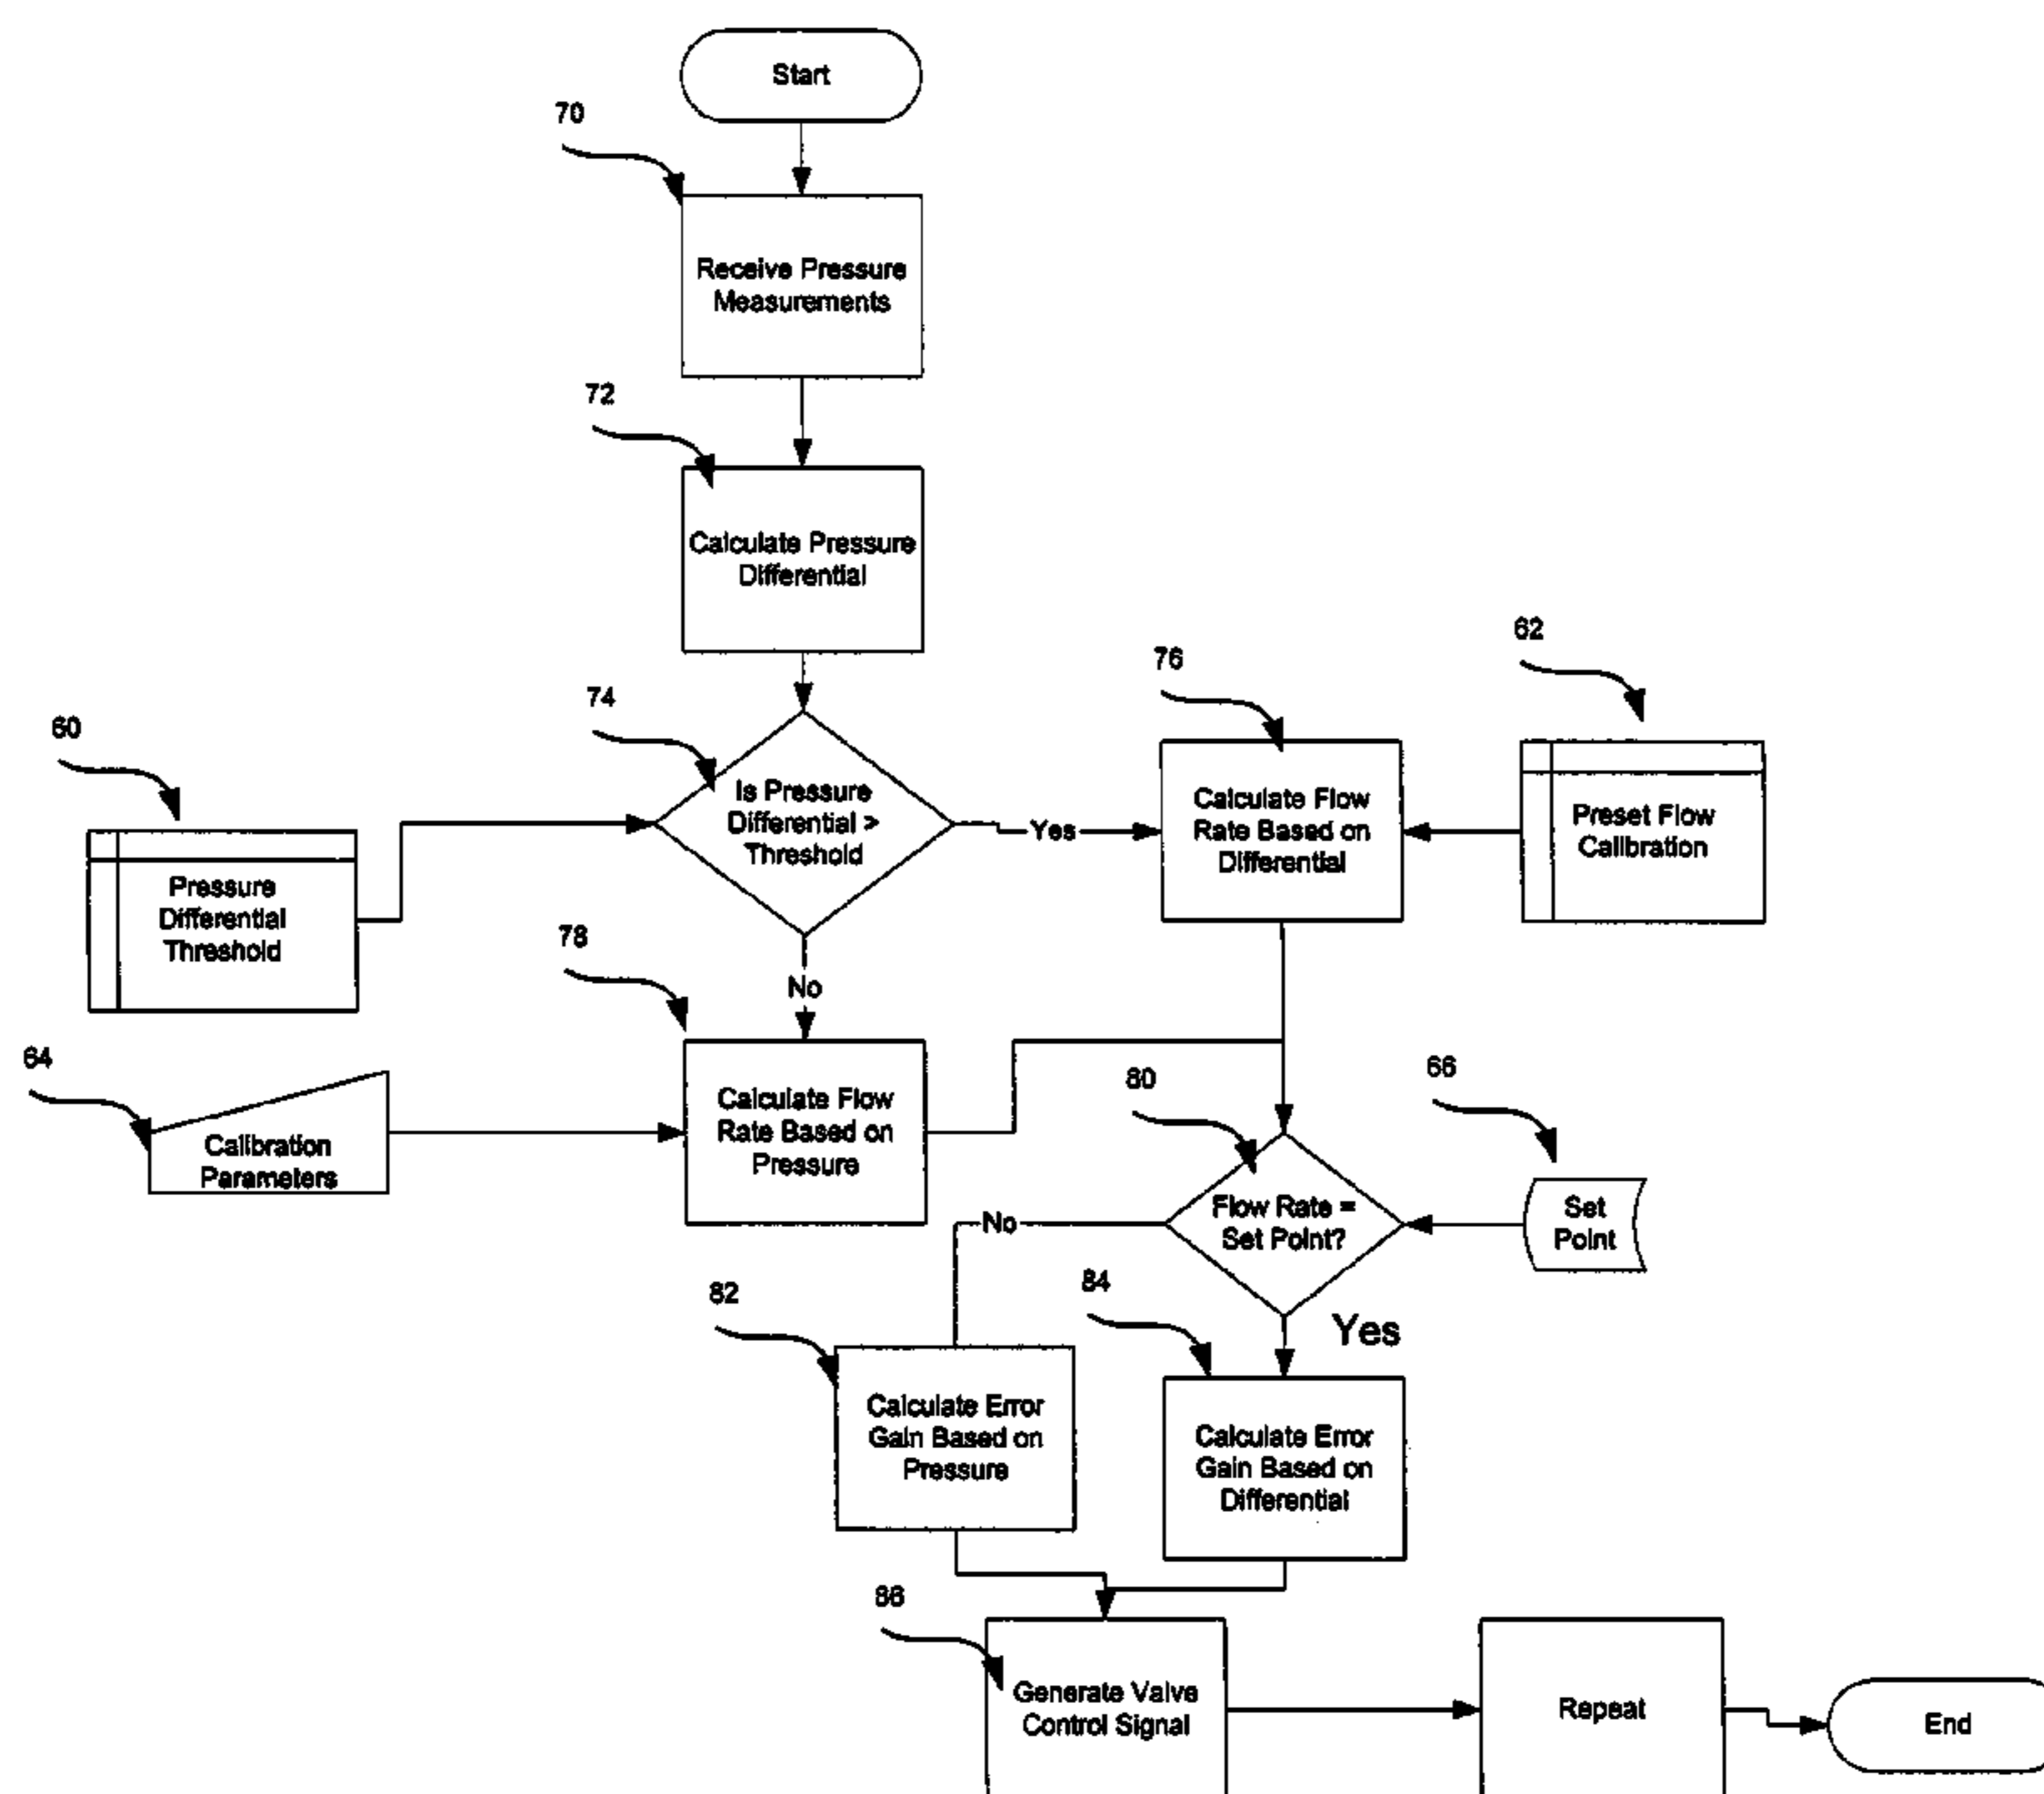 Start
70
Receive Pressure
Measurements
72
Calculate Pressure
Differential
62
76
74
60
Is Pressure
Differential >
Threshold
Yes
Calculate Flow
Rate Based on
Differential
Preset Flow
Calibration
Pressure
Differential
Threshold
78
No
64
Calibration
Parameters
Calculate Flow
Rate Based on
Pressure
80
66
Flow Rate =
Set Point?
Set
Point
No
84
82
Yes
Calculate Error
Gain Based on
Pressure
Calculate Error
Gain Based on
Differential
86
Generate Valve
Control Signal
Repeat
End